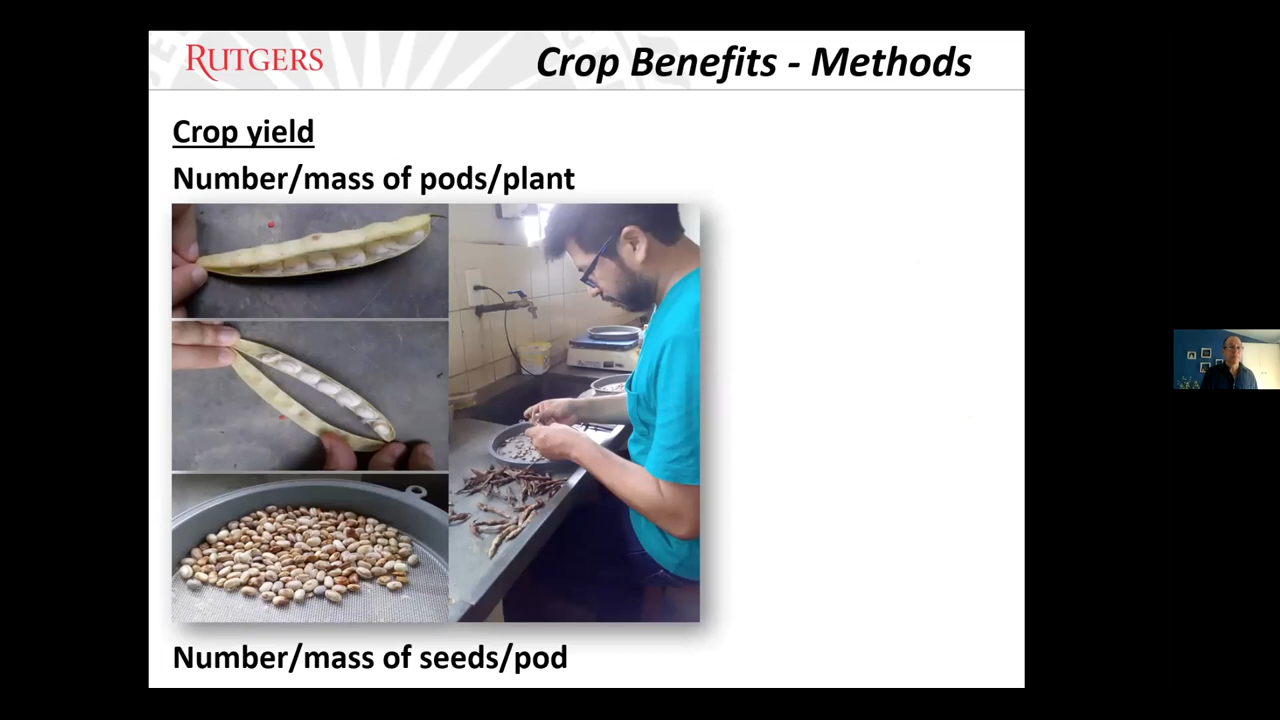 RUTGERS
Crop Benefits - Methods
Crop yield
Number/mass of pods/plant
Number/mass of seeds/pod